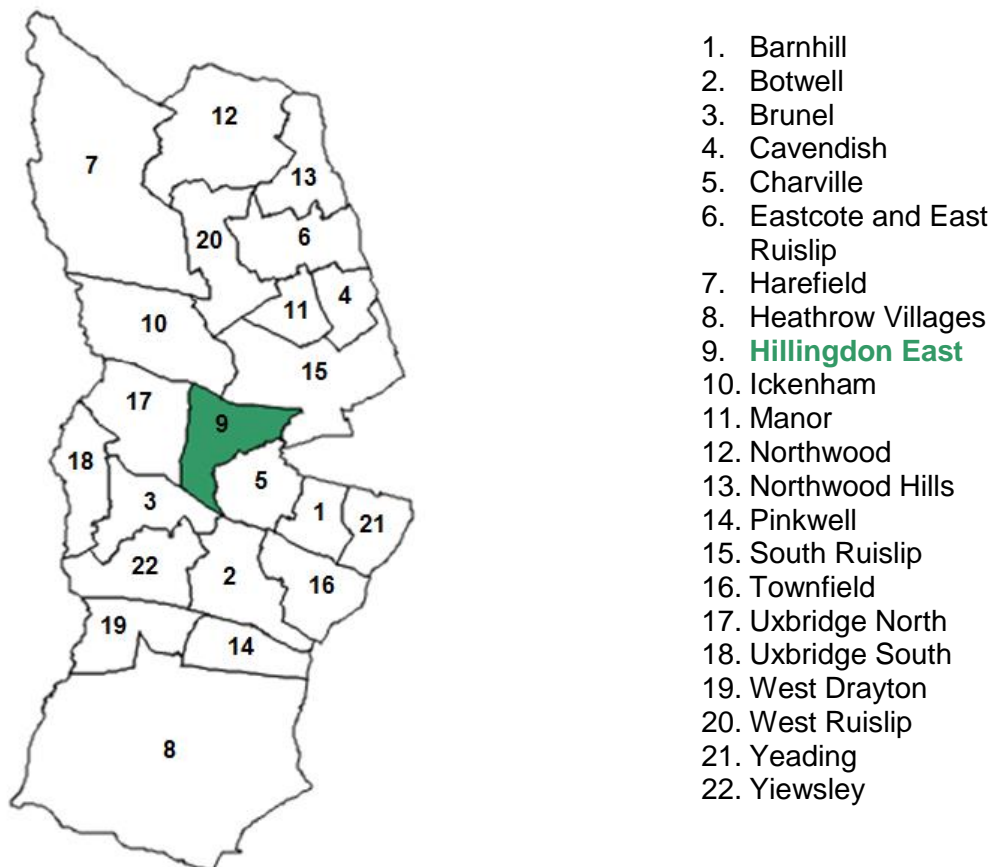 12
7
13
20
6
4
11
10
15
17
9
18
5
3
1
21
22
2
16
19
14
8
1. Barnhill
2. Botwell
3. Brunel
4. Cavendish
5. Charville
6. Eastcote and East
Ruislip
7. Harefield
8. Heathrow Villages
9. Hillingdon East
10. Ickenham
11. Manor
12. Northwood
13. Northwood Hills
14. Pinkwell
15. South Ruislip
16. Townfield
17. Uxbridge North
18. Uxbridge South
19. West Drayton
20. West Ruislip
21. Yeading
22. Yiewsley